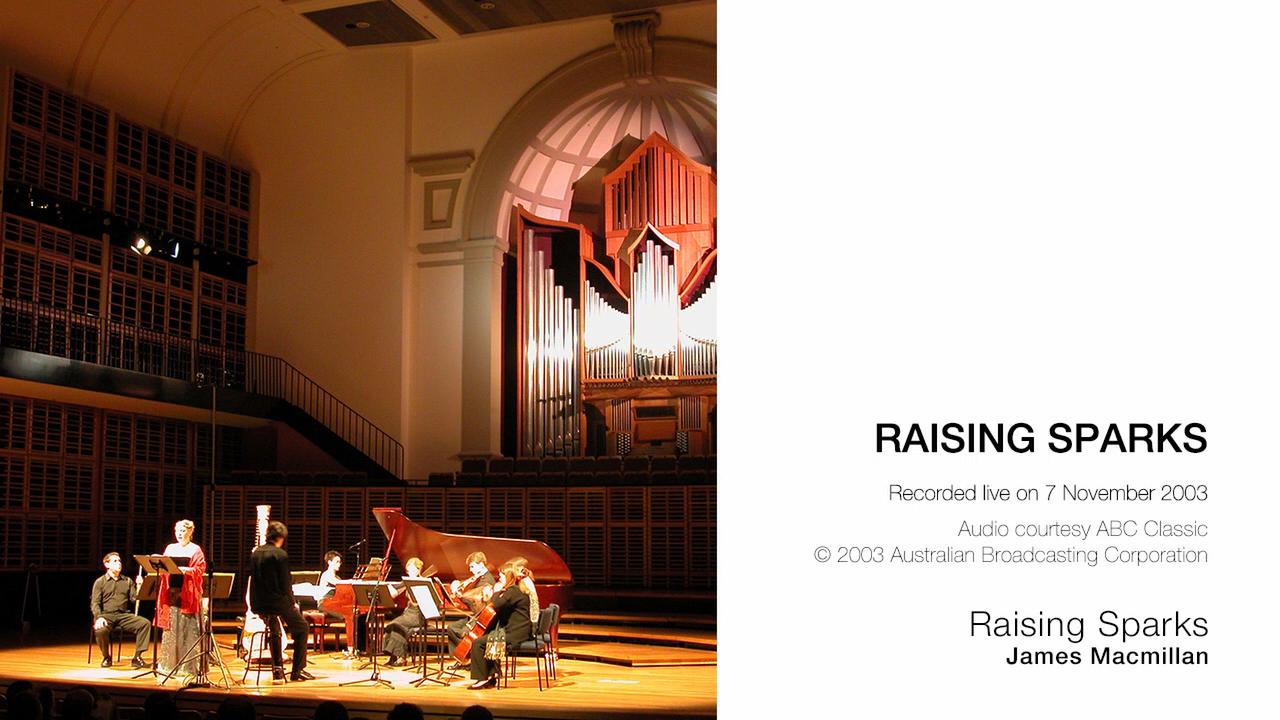 RAISING SPARKS
Recorded live on 7 November 2003
Audio courtesy ABC Classic
© 2003 Australian Broadcasting Corporation
Raising Sparks
James Macmillan